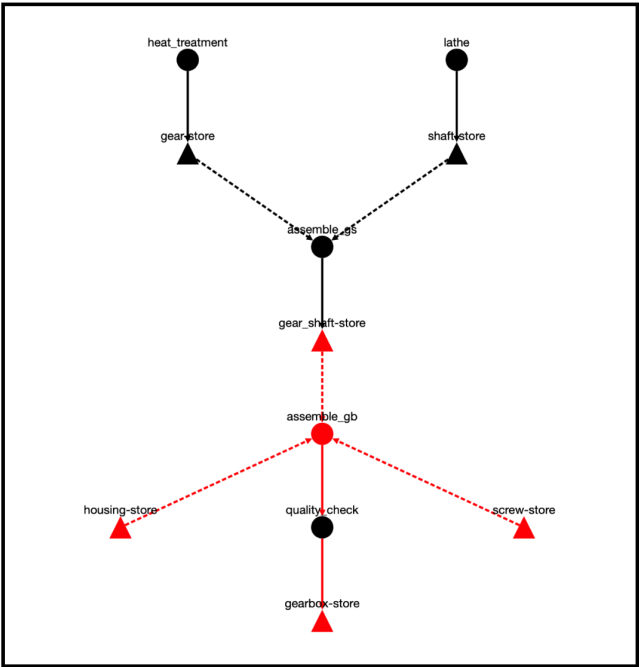 heat_treatment
lathe
gear-store
shaft-store
assemble_gs
gear_shaft-store
assemble_gb
housing-store
quality_check
screw-store
gearbox-store